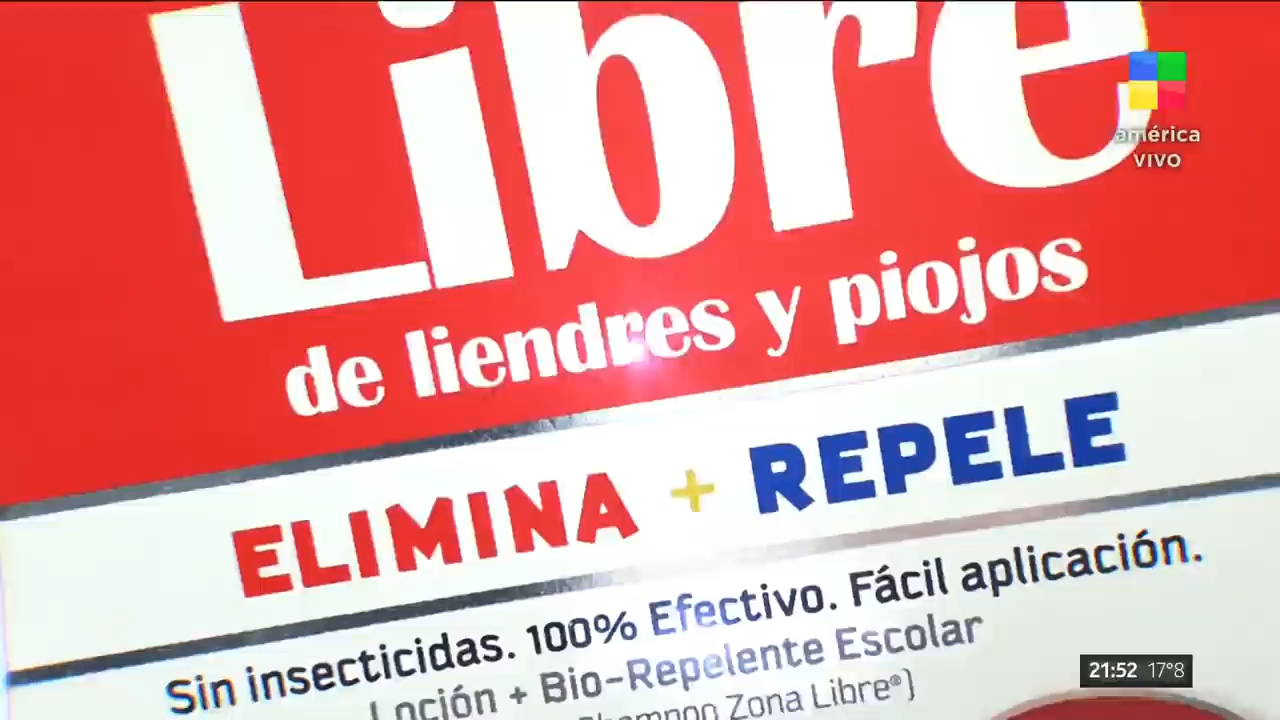 Libre
de liendres y piojos
ELIMINA + REPELE
Sin insecticidas. 100% Efectivo. Fácil aplicación.
Loción + Bio-Repelente Escolar
Shampoo Zona Libre®)
américa
VIVO
21:52 17°8